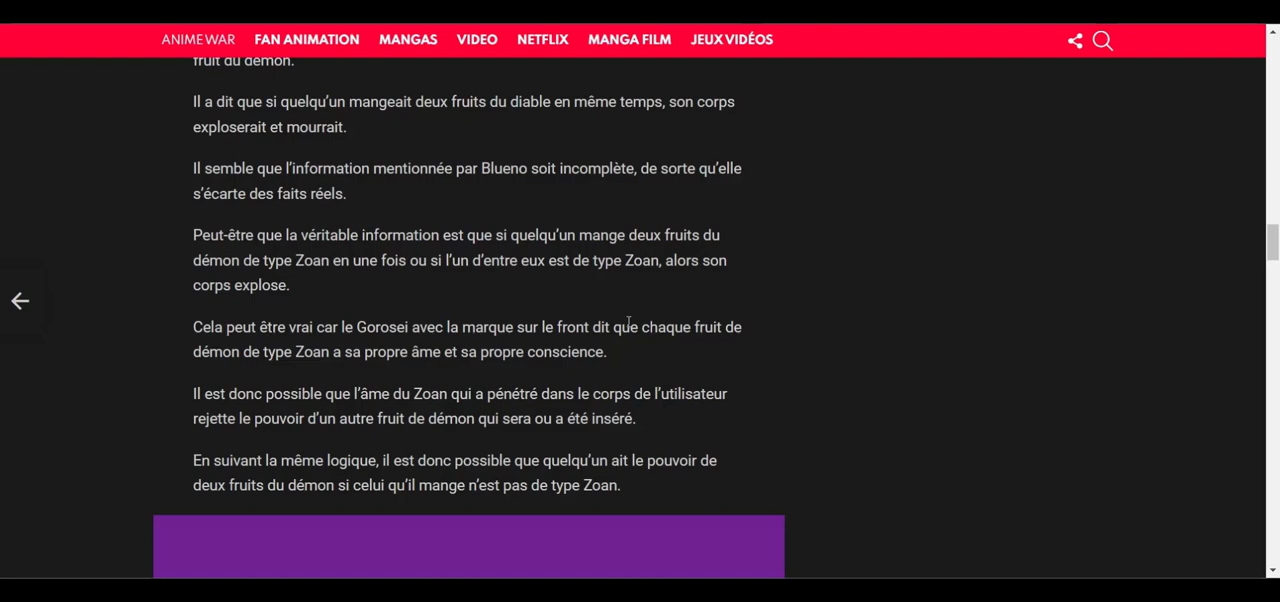 ANIME WAR FAN ANIMATION MANGAS VIDEO NETFLIX MANGA FILM JEUX VIDÉOS
fruit du démon.
Il a dit que si quelqu’un mangeait deux fruits du diable en même temps, son corps
exploserait et mourrait.
Il semble que l’information mentionnée par Blueno soit incomplète, de sorte qu’elle
s’écarte des faits réels.
Peut-être que la véritable information est que si quelqu’un mange deux fruits du
démon de type Zoan en une fois ou si l’un d’entre eux est de type Zoan, alors son
corps explose.
Cela peut être vrai car le Gorosei avec la marque sur le front dit que chaque fruit de
démon de type Zoan a sa propre âme et sa propre conscience.
Il est donc possible que l’âme du Zoan qui a pénétré dans le corps de l’utilisateur
rejette le pouvoir d’un autre fruit de démon qui sera ou a été inséré.
En suivant la même logique, il est donc possible que quelqu’un ait le pouvoir de
deux fruits du démon si celui qu’il mange n’est pas de type Zoan.